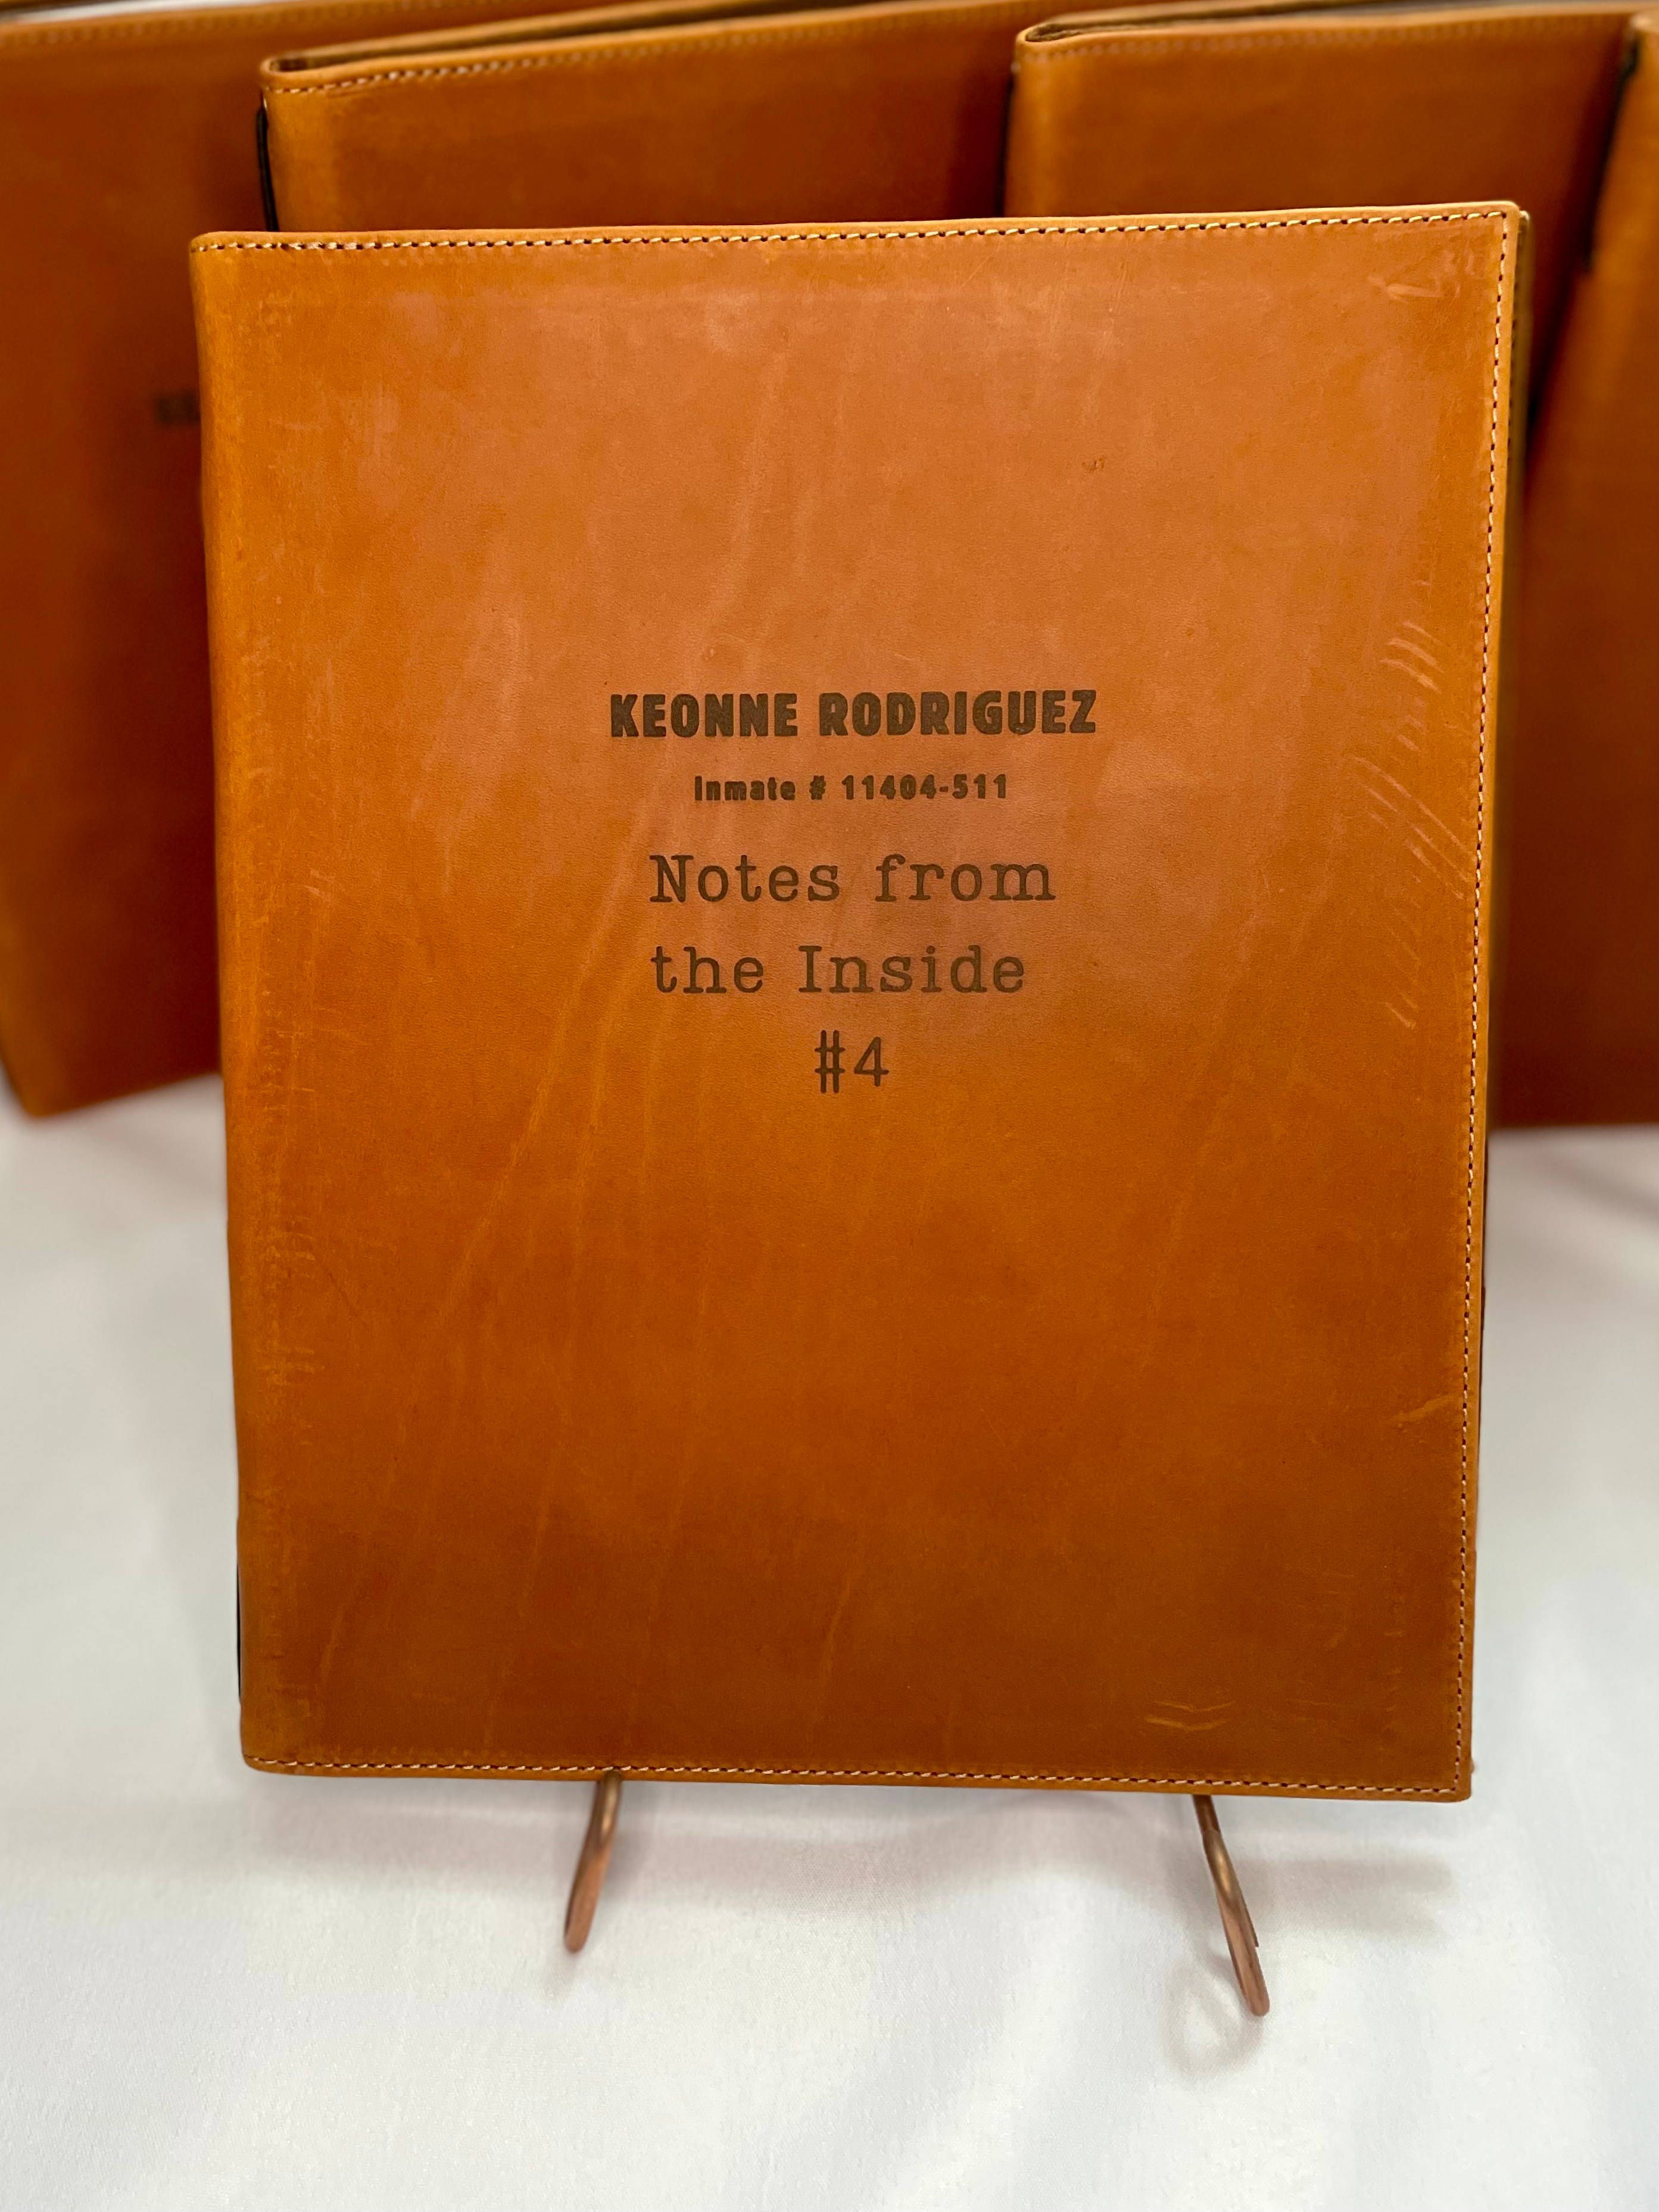 KEONNE RODRIGUEZ
Inmate # 11404-511
Notes from
the Inside
#4